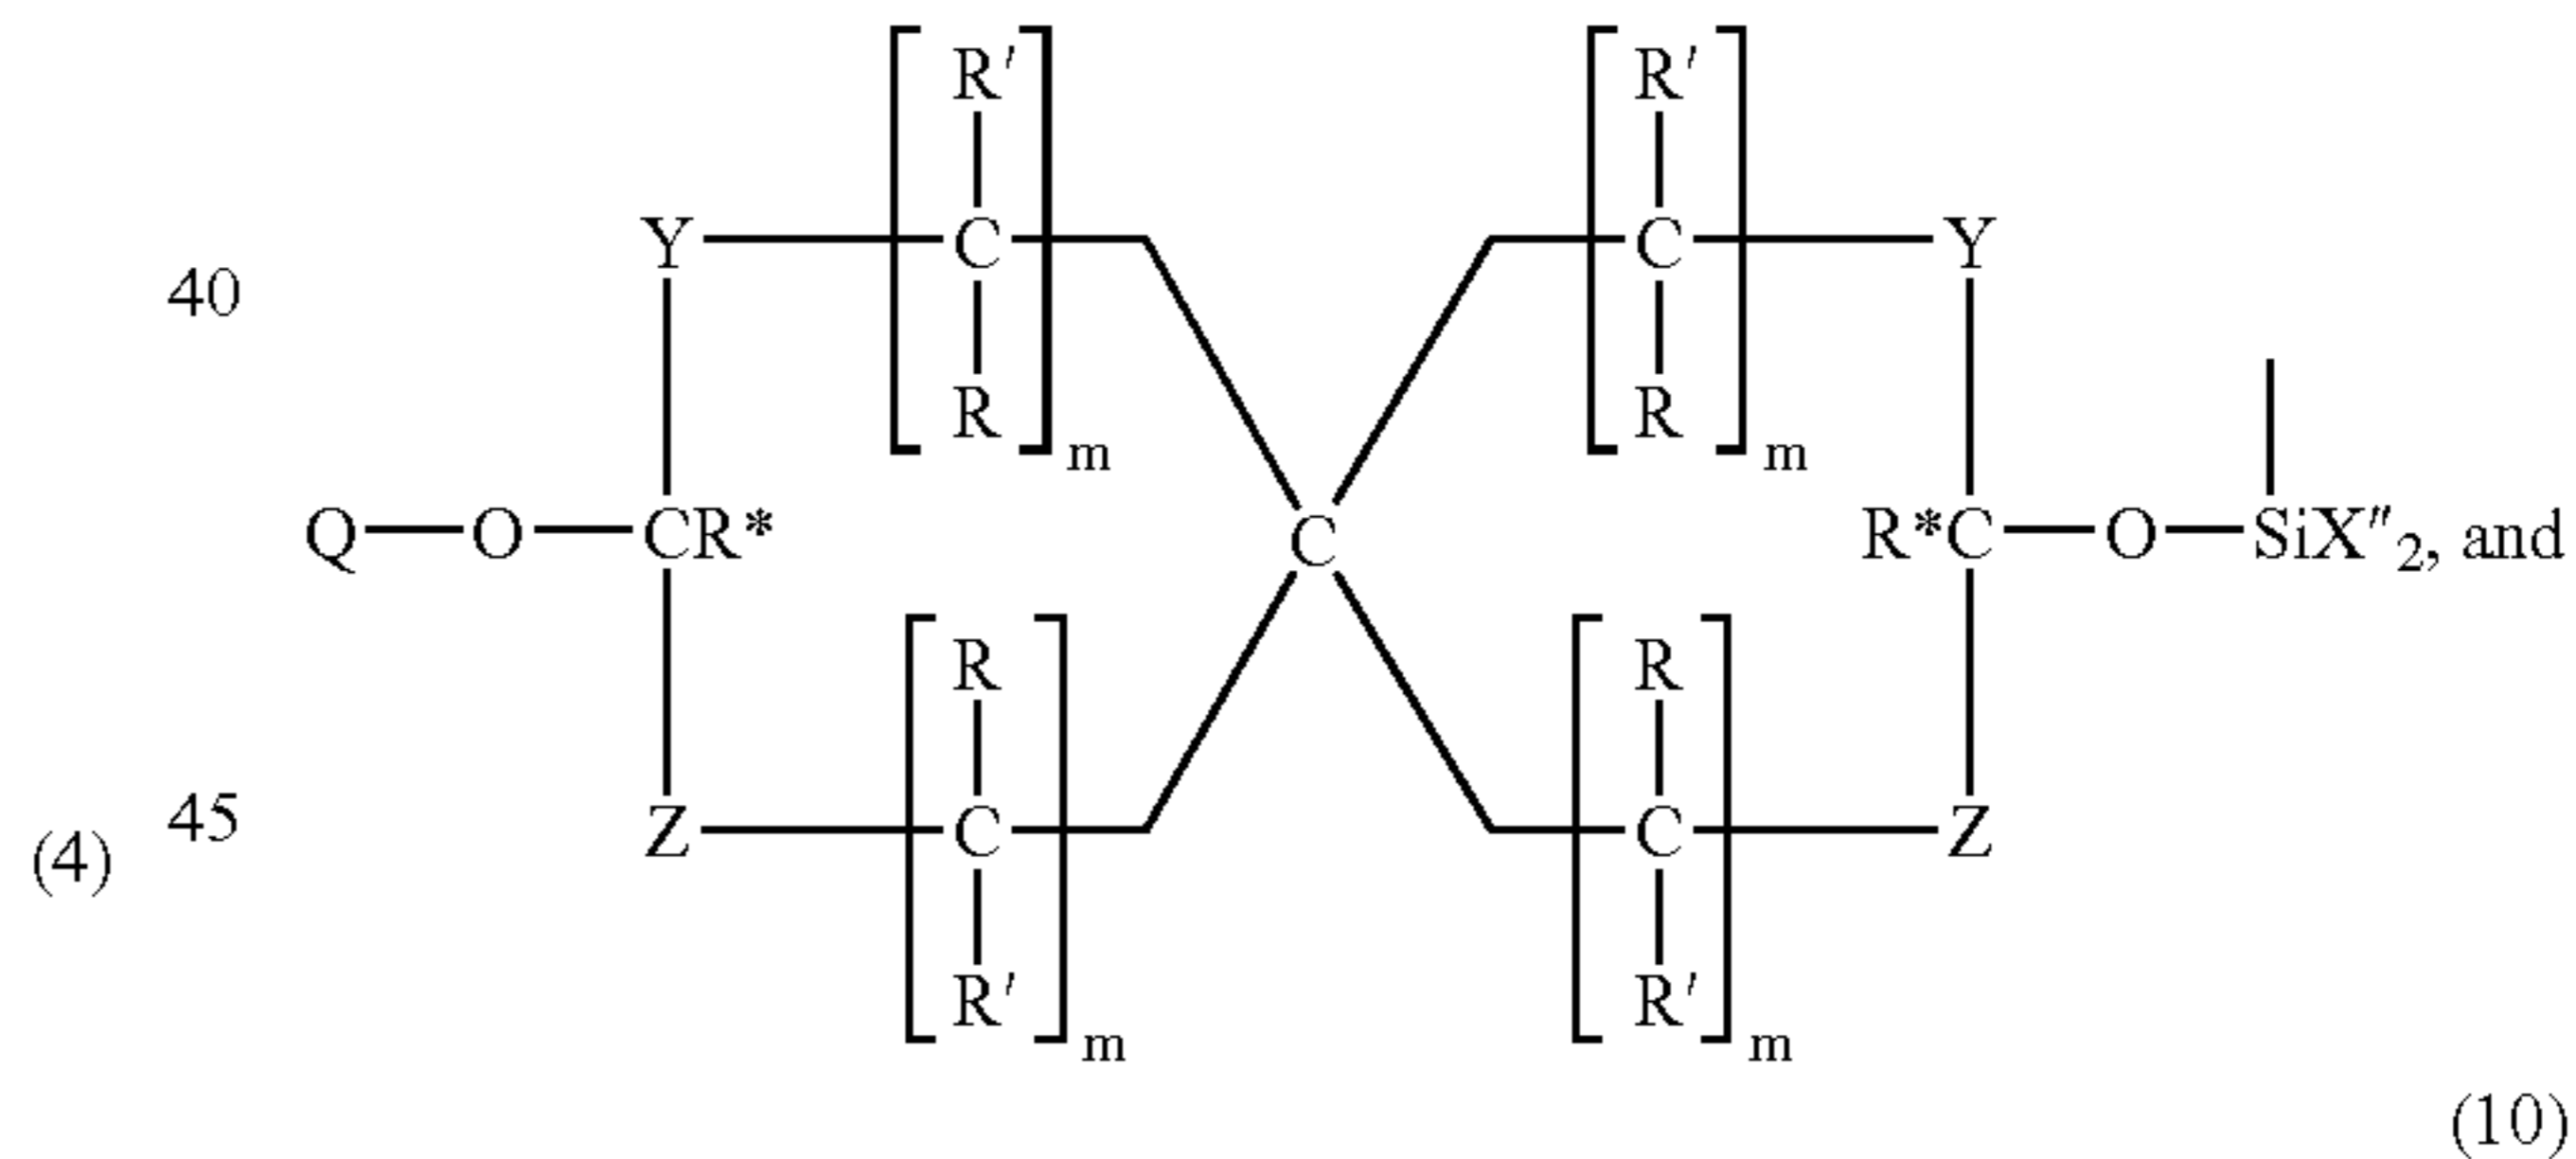 R′ R′
Y C C Y
40
R m R m
Q—O—CR* C R*C—O—SiX″₂, and
R R
45
Z C C Z
(4)
R′ m R′ m
(10)